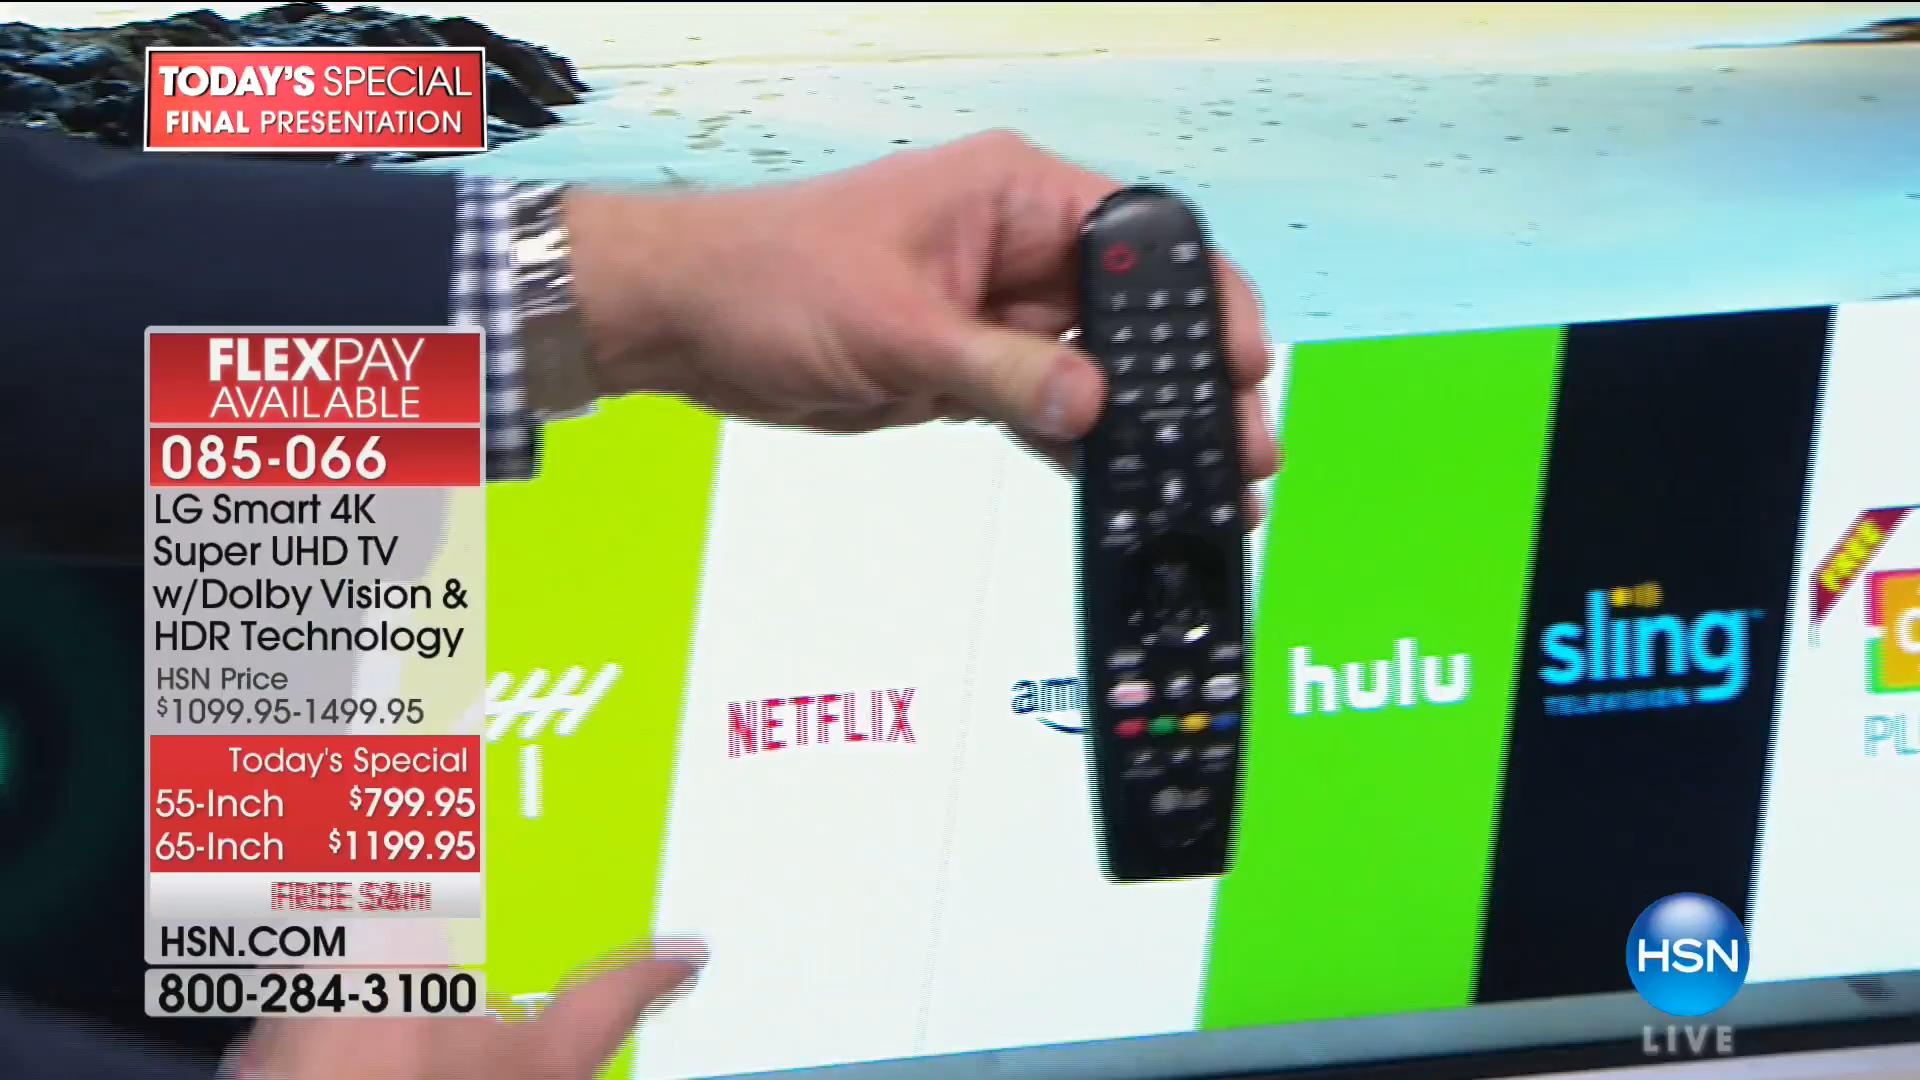 TODAY'S SPECIAL
FINAL PRESENTATION
FLEXPAY
AVAILABLE
085-066
LG Smart 4K
Super UHD TV
w/Dolby Vision &
HDR Technology
HSN Price
$1099.95-1499.95
Today's Special
55-Inch $799.95
65-Inch $1199.95
FREE S&H
HSN.COM
800-284-3100
NETFLIX
hulu
sling
TELEVISION
FREE
HSN
LIVE